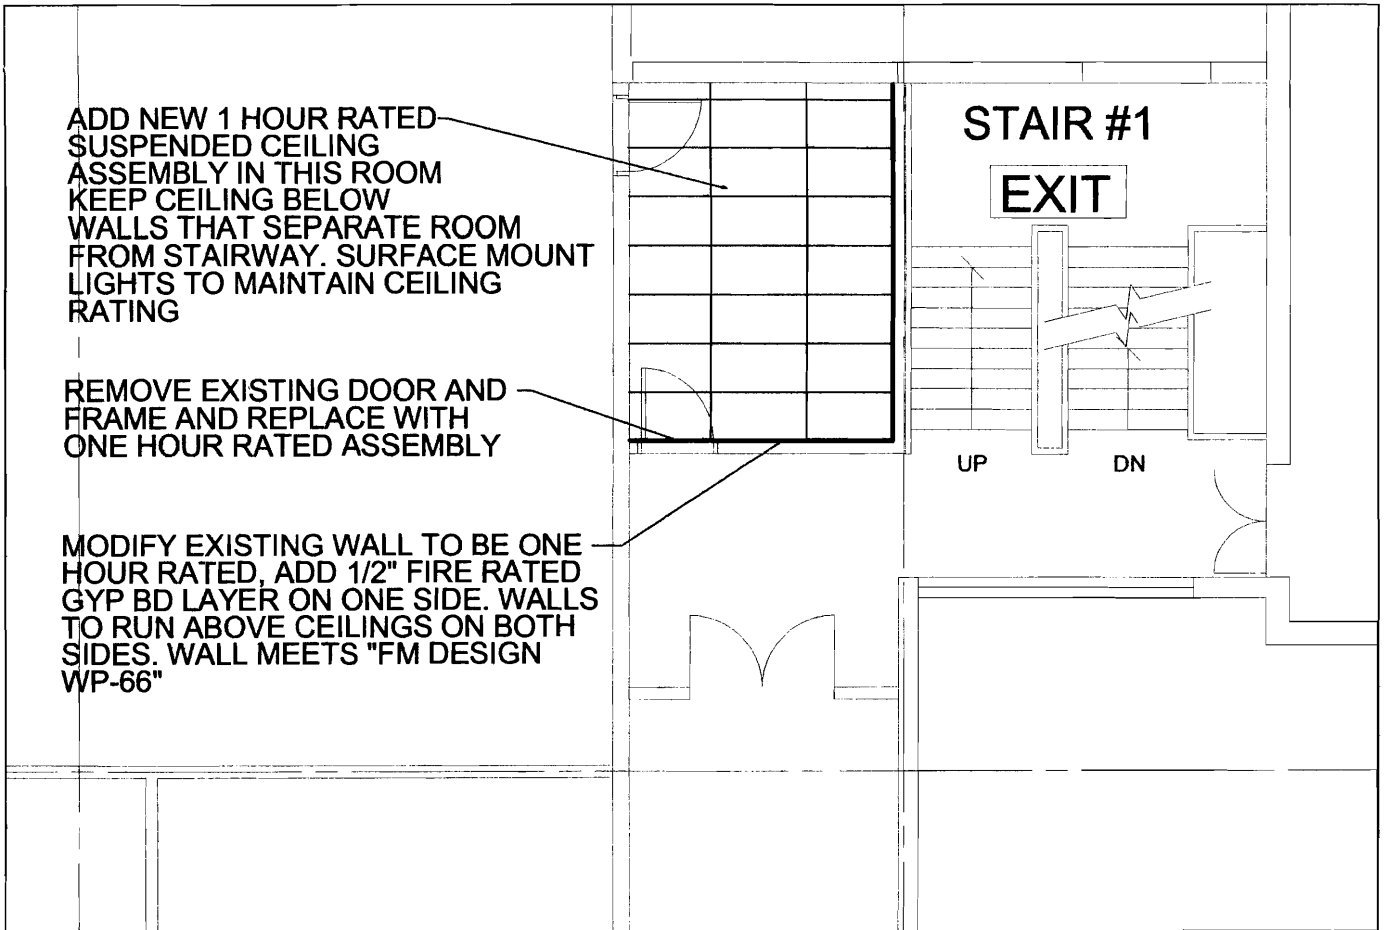 ADD NEW 1 HOUR RATED
SUSPENDED CEILING
ASSEMBLY IN THIS ROOM
KEEP CEILING BELOW
WALLS THAT SEPARATE ROOM
FROM STAIRWAY. SURFACE MOUNT
LIGHTS TO MAINTAIN CEILING
RATING
REMOVE EXISTING DOOR AND
FRAME AND REPLACE WITH
ONE HOUR RATED ASSEMBLY
MODIFY EXISTING WALL TO BE ONE
HOUR RATED, ADD 1/2" FIRE RATED
GYP BD LAYER ON ONE SIDE. WALLS
TO RUN ABOVE CEILINGS ON BOTH
SIDES. WALL MEETS "FM DESIGN
WP-66"
STAIR #1
EXIT
UP
DN